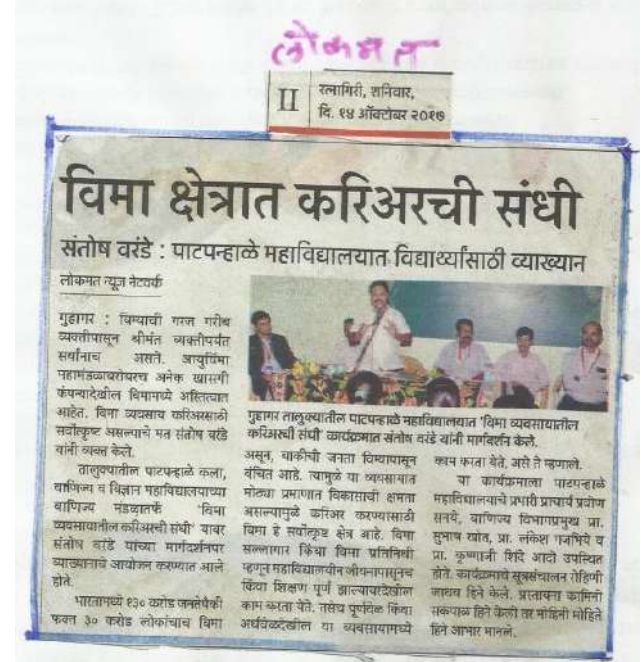 लोकमत
II
रत्नागिरी, शनिवार,
दि. १४ ऑक्टोबर २०१७
विमा क्षेत्रात करिअरची संधी
संतोष वरंडे : पाटपन्हाळे महाविद्यालयात विद्यार्थ्यांसाठी व्याख्यान
लोकमत न्यूज नेटवर्क
गुहागर : विम्याची गरज गरीब
व्यक्तीपासून श्रीमंत व्यक्तीपर्यंत
सर्वांनाच असते. आयुर्विमा
महामंडळाबरोबरच अनेक खासगी
कंपन्यादेखील विमामध्ये अस्तित्वात
आहेत. विमा व्यवसाय करिअरसाठी
सर्वोत्कृष्ट असल्याचे मत संतोष वरंडे
यांनी व्यक्त केले.
तालुक्यातील पाटपन्हाळे कला,
वाणिज्य व विज्ञान महाविद्यालयाच्या
वाणिज्य मंडळातर्फे 'विमा
व्यवसायातील करिअरची संधी' यावर
संतोष वरंडे यांच्या मार्गदर्शनपर
व्याख्यानाचे आयोजन करण्यात आले
होते.
भारतामध्ये १३० करोड जनतेपैकी
फक्त ३० करोड लोकांचाच विमा
गुहागर तालुक्यातील पाटपन्हाळे महाविद्यालयात 'विमा व्यवसायातील
करिअरची संधी' कार्यक्रमात संतोष वरंडे यांनी मार्गदर्शन केले.
असून, बाकीची जनता विम्यापासून
वंचित आहे. त्यामुळे या व्यवसायात
मोठ्या प्रमाणात विकासाची क्षमता
असल्यामुळे करिअर करण्यासाठी
विमा हे सर्वोत्कृष्ट क्षेत्र आहे. विमा
सल्लागार किंवा विमा प्रतिनिधी
म्हणून महाविद्यालयीन जीवनापासूनच
किंवा शिक्षण पूर्ण झाल्यावरदेखील
काम करता येते. तसेच पूर्णवेळ किंवा
अर्धवेळदेखील या व्यवसायामध्ये
काम करता येते, असे ते म्हणाले.
या कार्यक्रमाला पाटपन्हाळे
महाविद्यालयाचे प्रभारी प्राचार्य प्रवीण
सनये, वाणिज्य विभागप्रमुख प्रा.
सुभाष खोत, प्रा. लंकेश गजभिये व
प्रा. कृष्णाजी शिंदे आदी उपस्थित
होते. कार्यक्रमाचे सूत्रसंचालन रोहिणी
जाधव हिने केले. प्रास्ताविक कामिनी
सकपाळ हिने केली तर मोहिनी मोहिते
हिने आभार मानले.